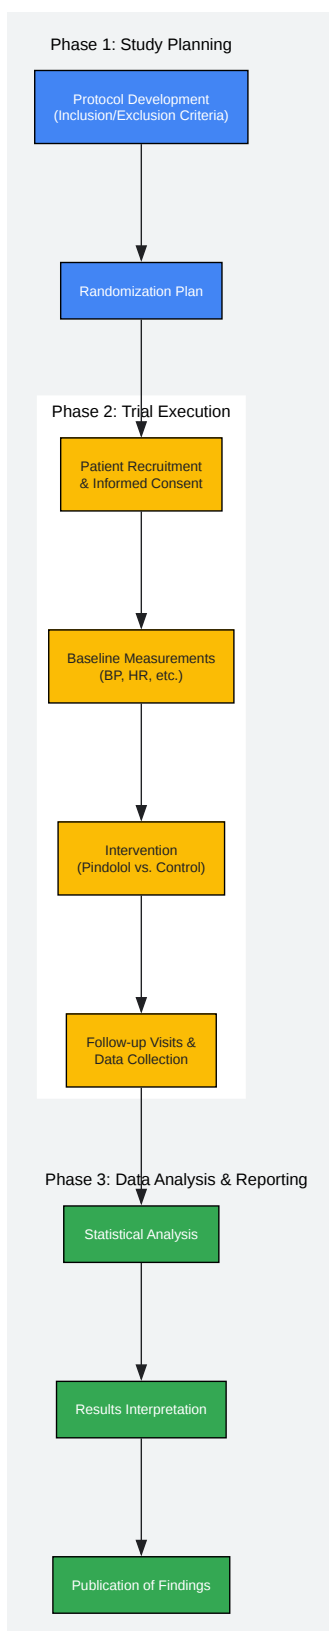 Phase 1: Study Planning
Protocol Development
(Inclusion/Exclusion Criteria)
Randomization Plan
Phase 2: Trial Execution
Patient Recruitment
& Informed Consent
Baseline Measurements
(BP, HR, etc.)
Intervention
(Pindolol vs. Control)
Follow-up Visits &
Data Collection
Phase 3: Data Analysis & Reporting
Statistical Analysis
Results Interpretation
Publication of Findings